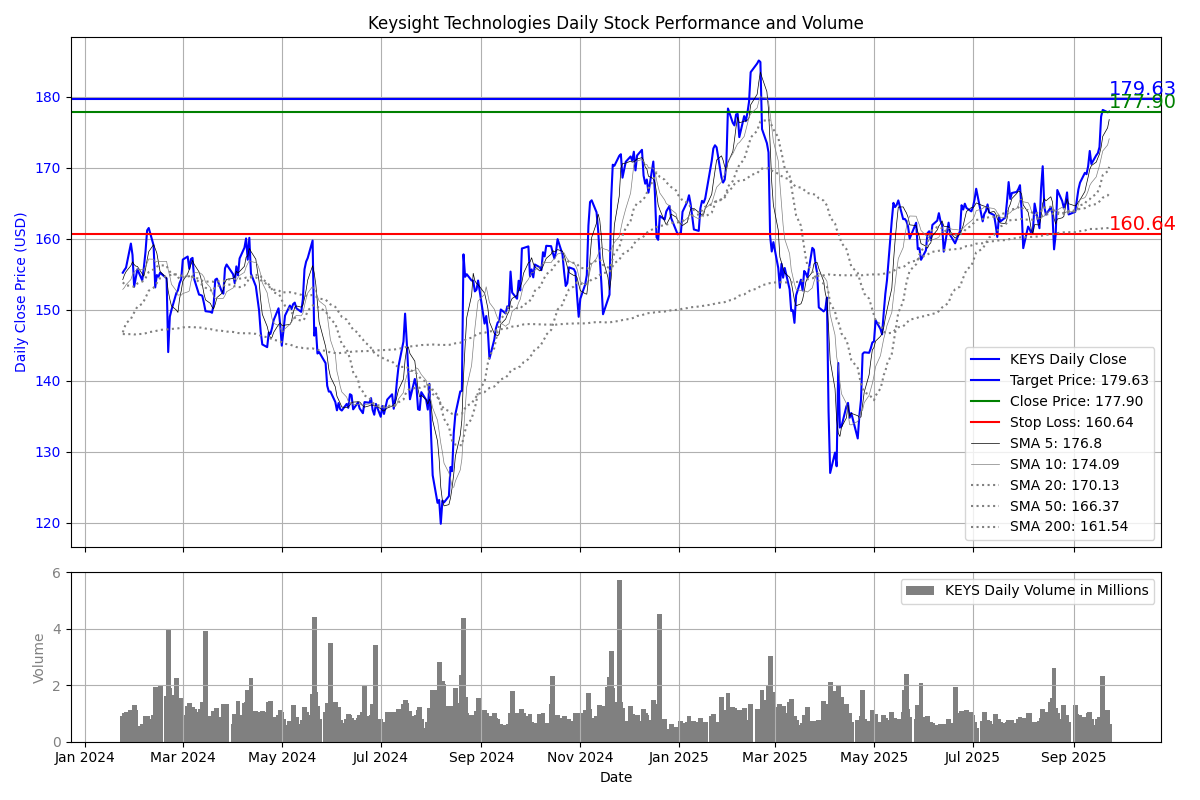 Keysight Technologies Daily Stock Performance and Volume
Daily Close Price (USD)
180
170
160
150
140
130
120
179.63
177.90
160.64
KEYS Daily Close
Target Price: 179.63
Close Price: 177.90
Stop Loss: 160.64
SMA 5: 176.8
SMA 10: 174.09
SMA 20: 170.13
SMA 50: 166.37
SMA 200: 161.54
Volume
6
4
2
0
KEYS Daily Volume in Millions
Jan 2024 Mar 2024 May 2024 Jul 2024 Sep 2024 Nov 2024 Jan 2025 Mar 2025 May 2025 Jul 2025 Sep 2025
Date